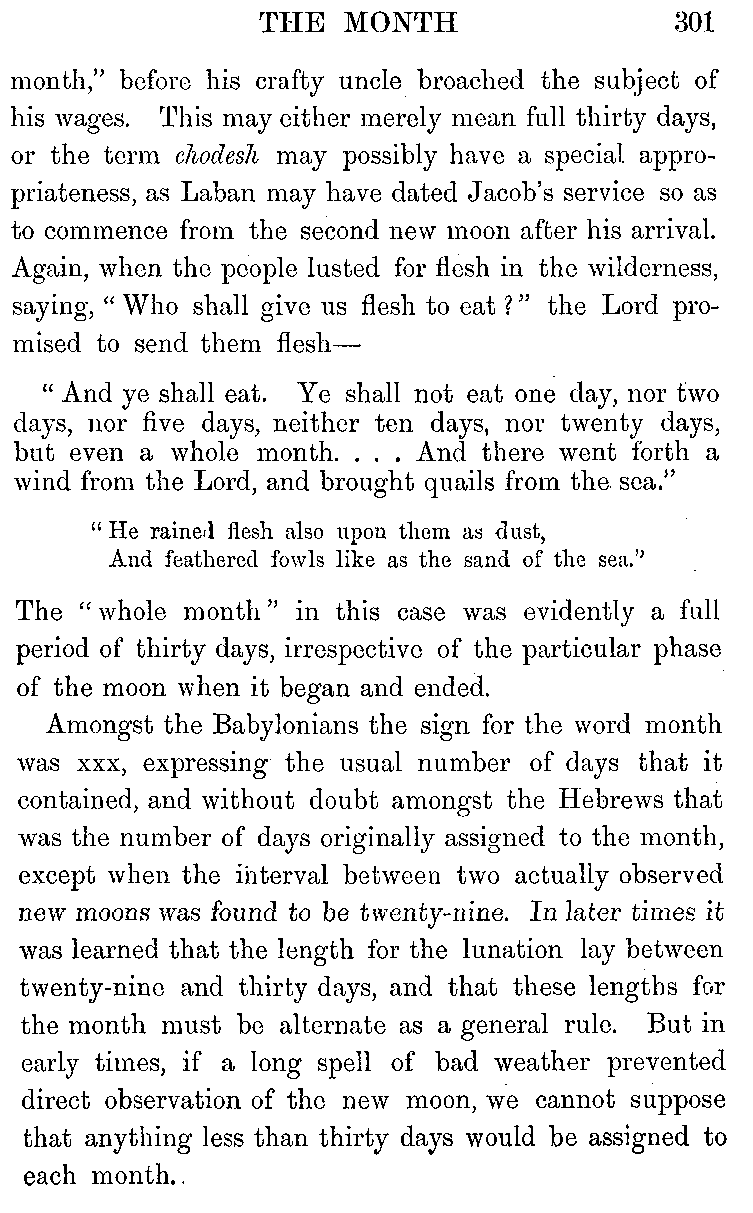 THE MONTH 301
month,” before his crafty uncle broached the subject of
his wages. This may either merely mean full thirty days,
or the term chodesh may possibly have a special appro-
priateness, as Laban may have dated Jacob’s service so as
to commence from the second new moon after his arrival.
Again, when the people lusted for flesh in the wilderness,
saying, “ Who shall give us flesh to eat ? ” the Lord pro-
mised to send them flesh—
“ And ye shall eat. Ye shall not eat one day, nor two
days, nor five days, neither ten days, nor twenty days,
but even a whole month. . . . And there went forth a
wind from the Lord, and brought quails from the sea.”
“ He rained flesh also upon them as dust,
And feathered fowls like as the sand of the sea.”
The “ whole month ” in this case was evidently a full
period of thirty days, irrespective of the particular phase
of the moon when it began and ended.
Amongst the Babylonians the sign for the word month
was xxx, expressing the usual number of days that it
contained, and without doubt amongst the Hebrews that
was the number of days originally assigned to the month,
except when the interval between two actually observed
new moons was found to be twenty-nine. In later times it
was learned that the length for the lunation lay between
twenty-nine and thirty days, and that these lengths for
the month must be alternate as a general rule. But in
early times, if a long spell of bad weather prevented
direct observation of the new moon, we cannot suppose
that anything less than thirty days would be assigned to
each month.